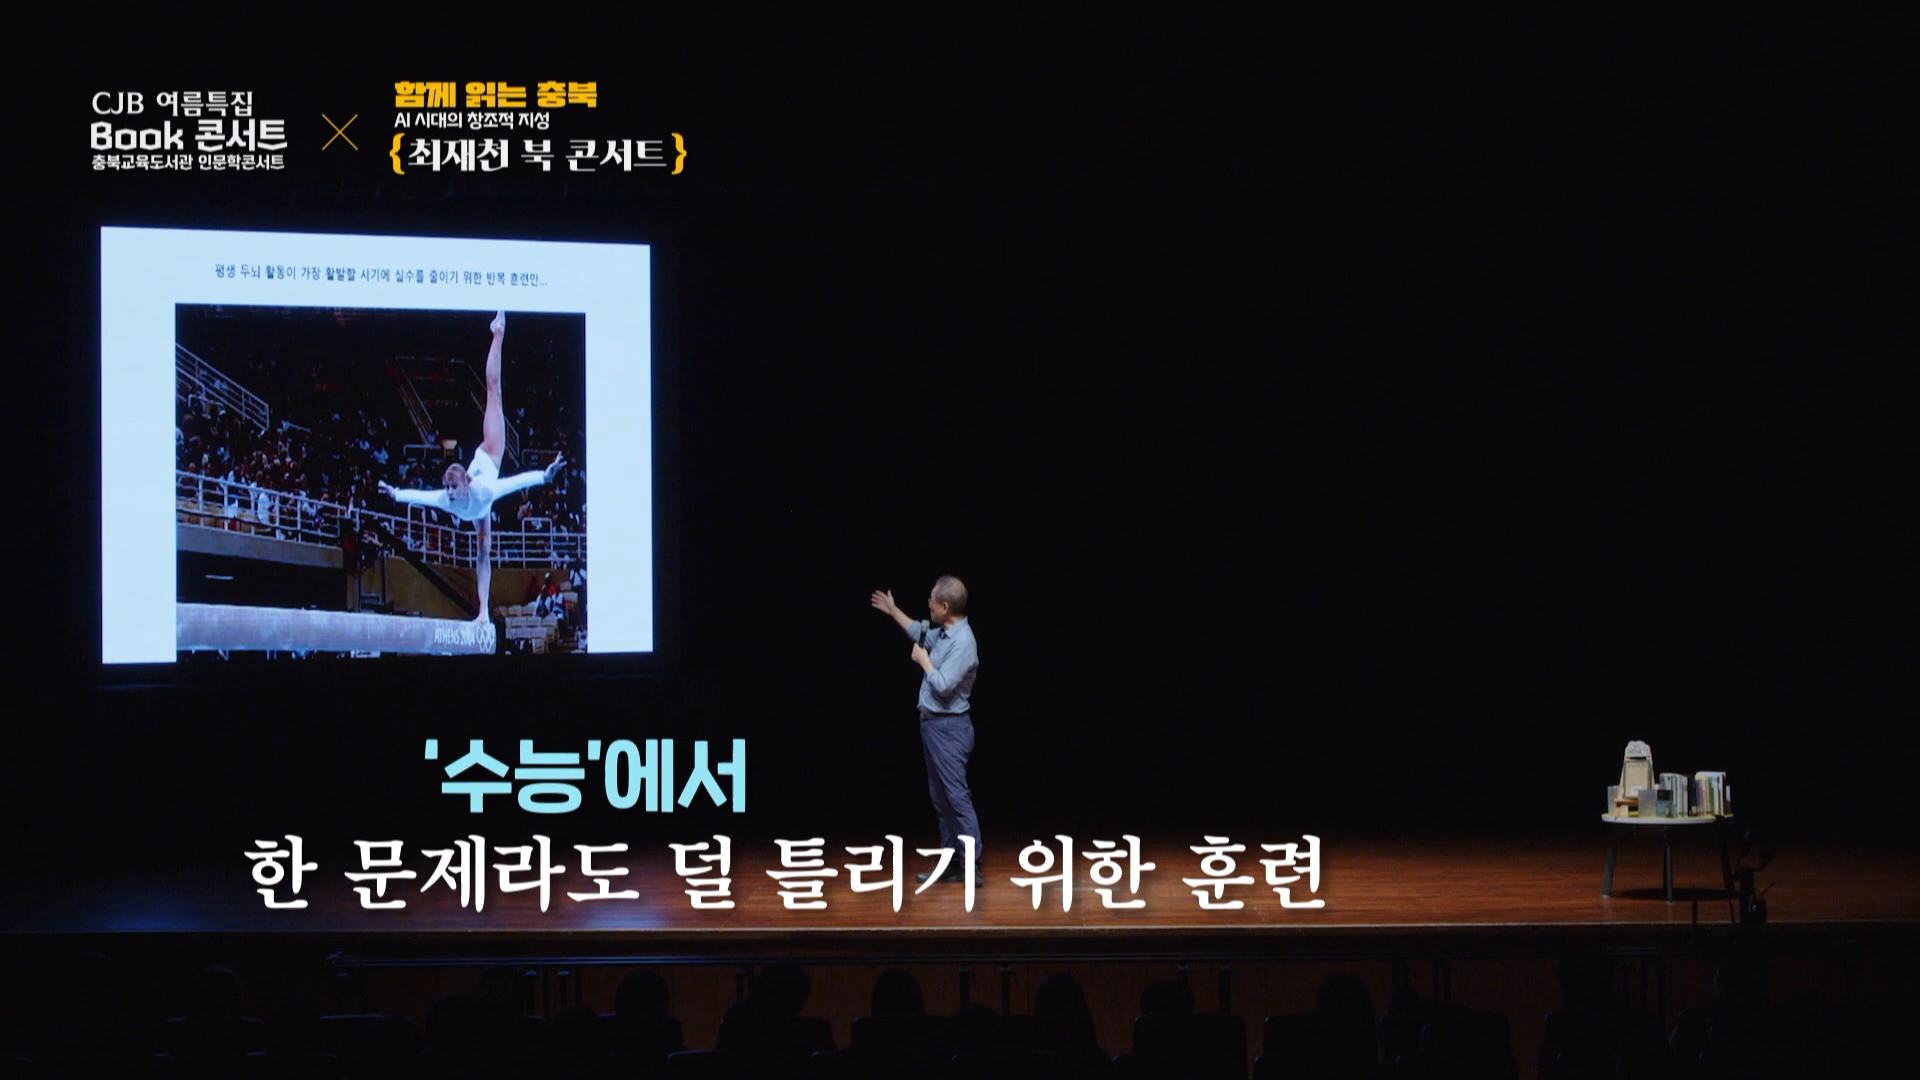 CJB 여름특집
Book 콘서트
충북교육도서관 인문학콘서트
함께 읽는 충북
AI 시대의 창조적 지성
{최재천 북 콘서트}
평생 두뇌 활동이 가장 활발할 시기에 실수를 줄이기 위한 반복 훈련만...
ATHENS 2004
'수능'에서
한 문제라도 덜 틀리기 위한 훈련